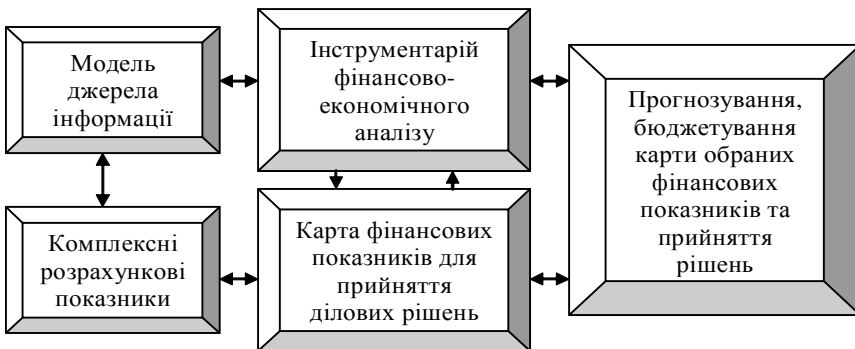 Модель
джерела
інформації
Інструментарій
фінансово-
економічного
аналізу
Прогнозування,
бюджетування
карти обраних
фінансових
показників та
прийняття
рішень
Комплексні
розрахункові
показники
Карта фінансових
показників для
прийняття
ділових рішень